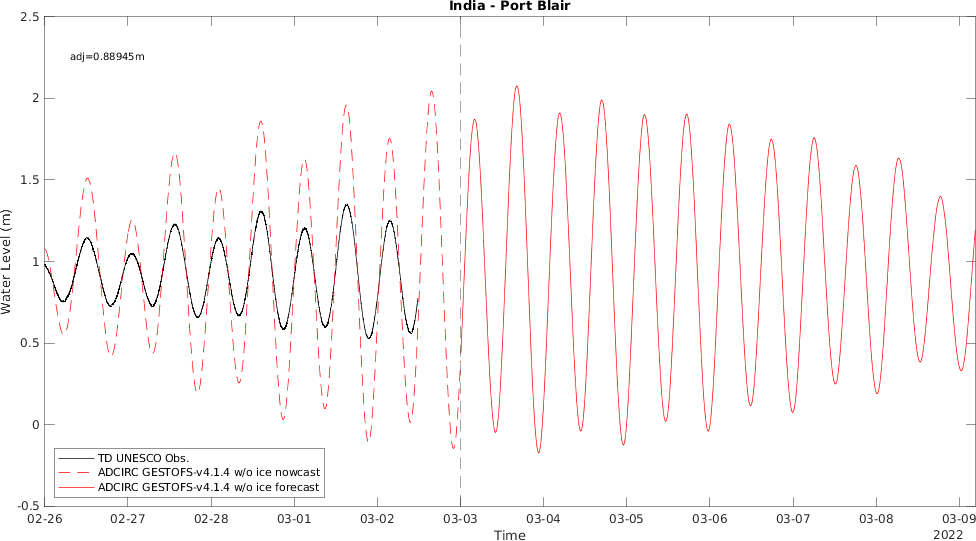 India - Port Blair
adj=0.88945m
Water Level (m)
2.5
2
1.5
1
0.5
0
-0.5
TD UNESCO Obs.
ADCIRC GESTOFS-v4.1.4 w/o ice nowcast
ADCIRC GESTOFS-v4.1.4 w/o ice forecast
02-26 02-27 02-28 03-01 03-02 03-03 03-04 03-05 03-06 03-07 03-08 03-09
Time
2022